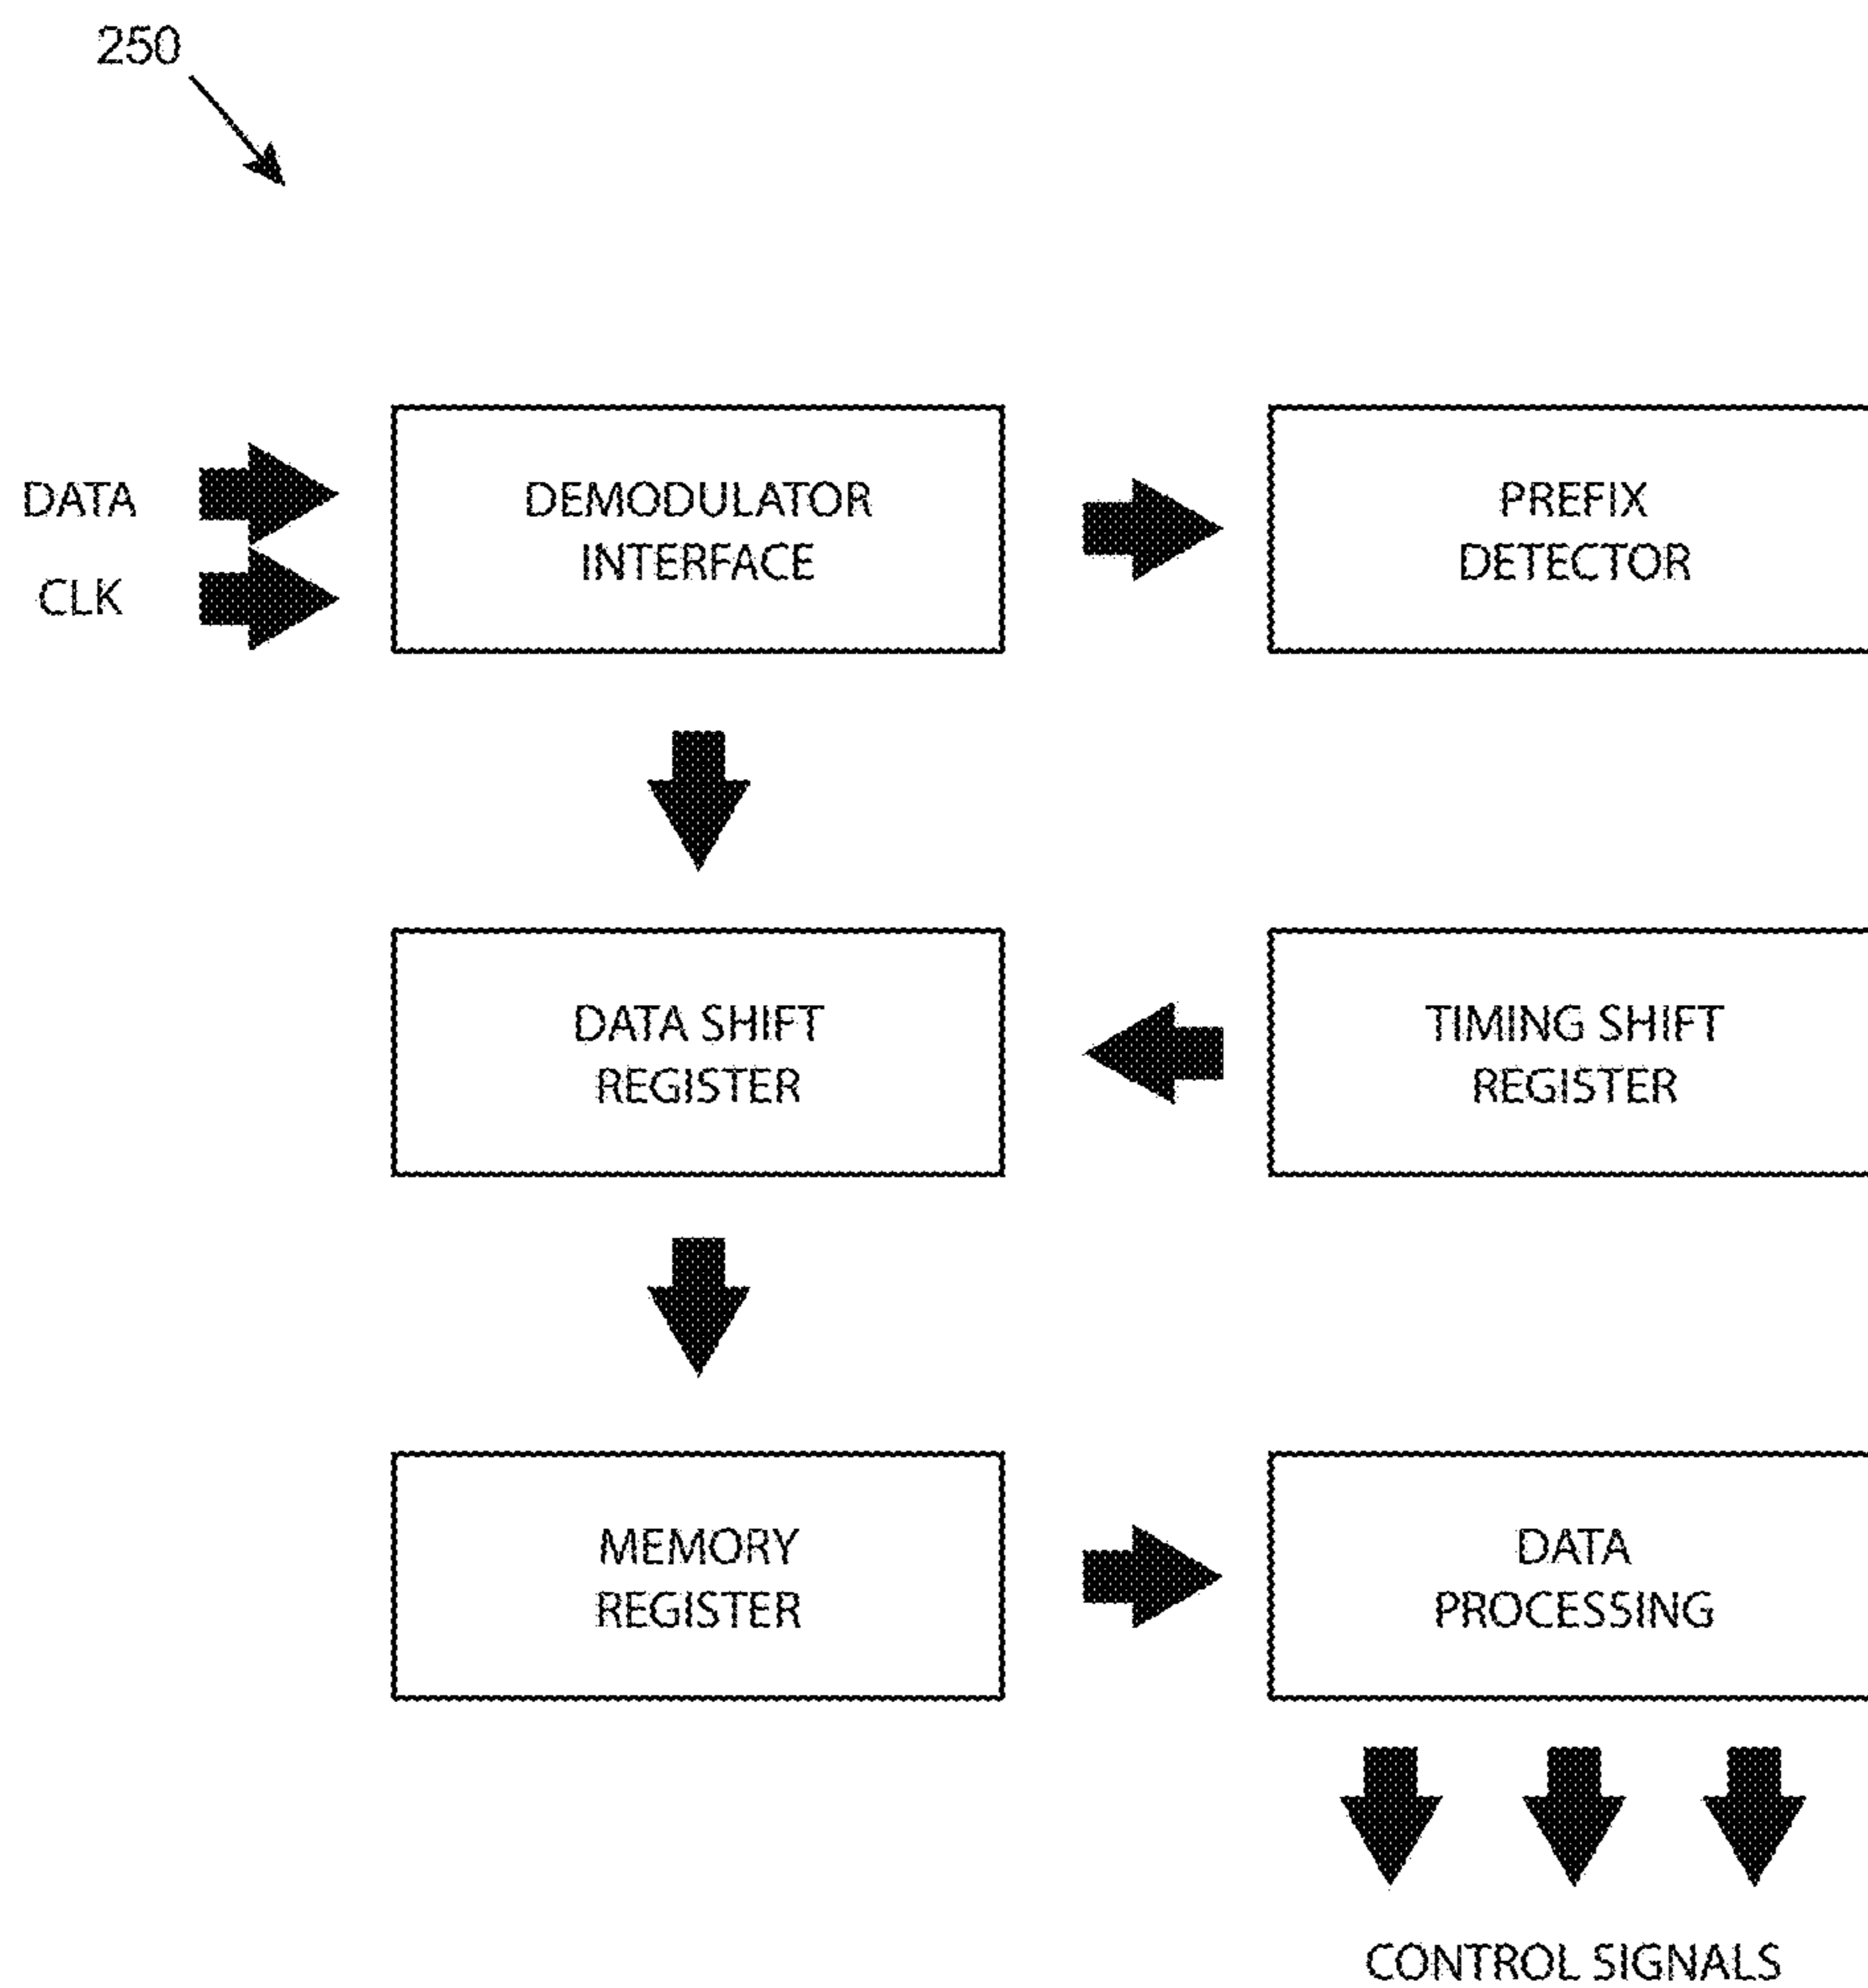 250
DATA
CLK
DEMODULATOR
INTERFACE
PREFIX
DETECTOR
DATA SHIFT
REGISTER
TIMING SHIFT
REGISTER
MEMORY
REGISTER
DATA
PROCESSING
CONTROL SIGNALS